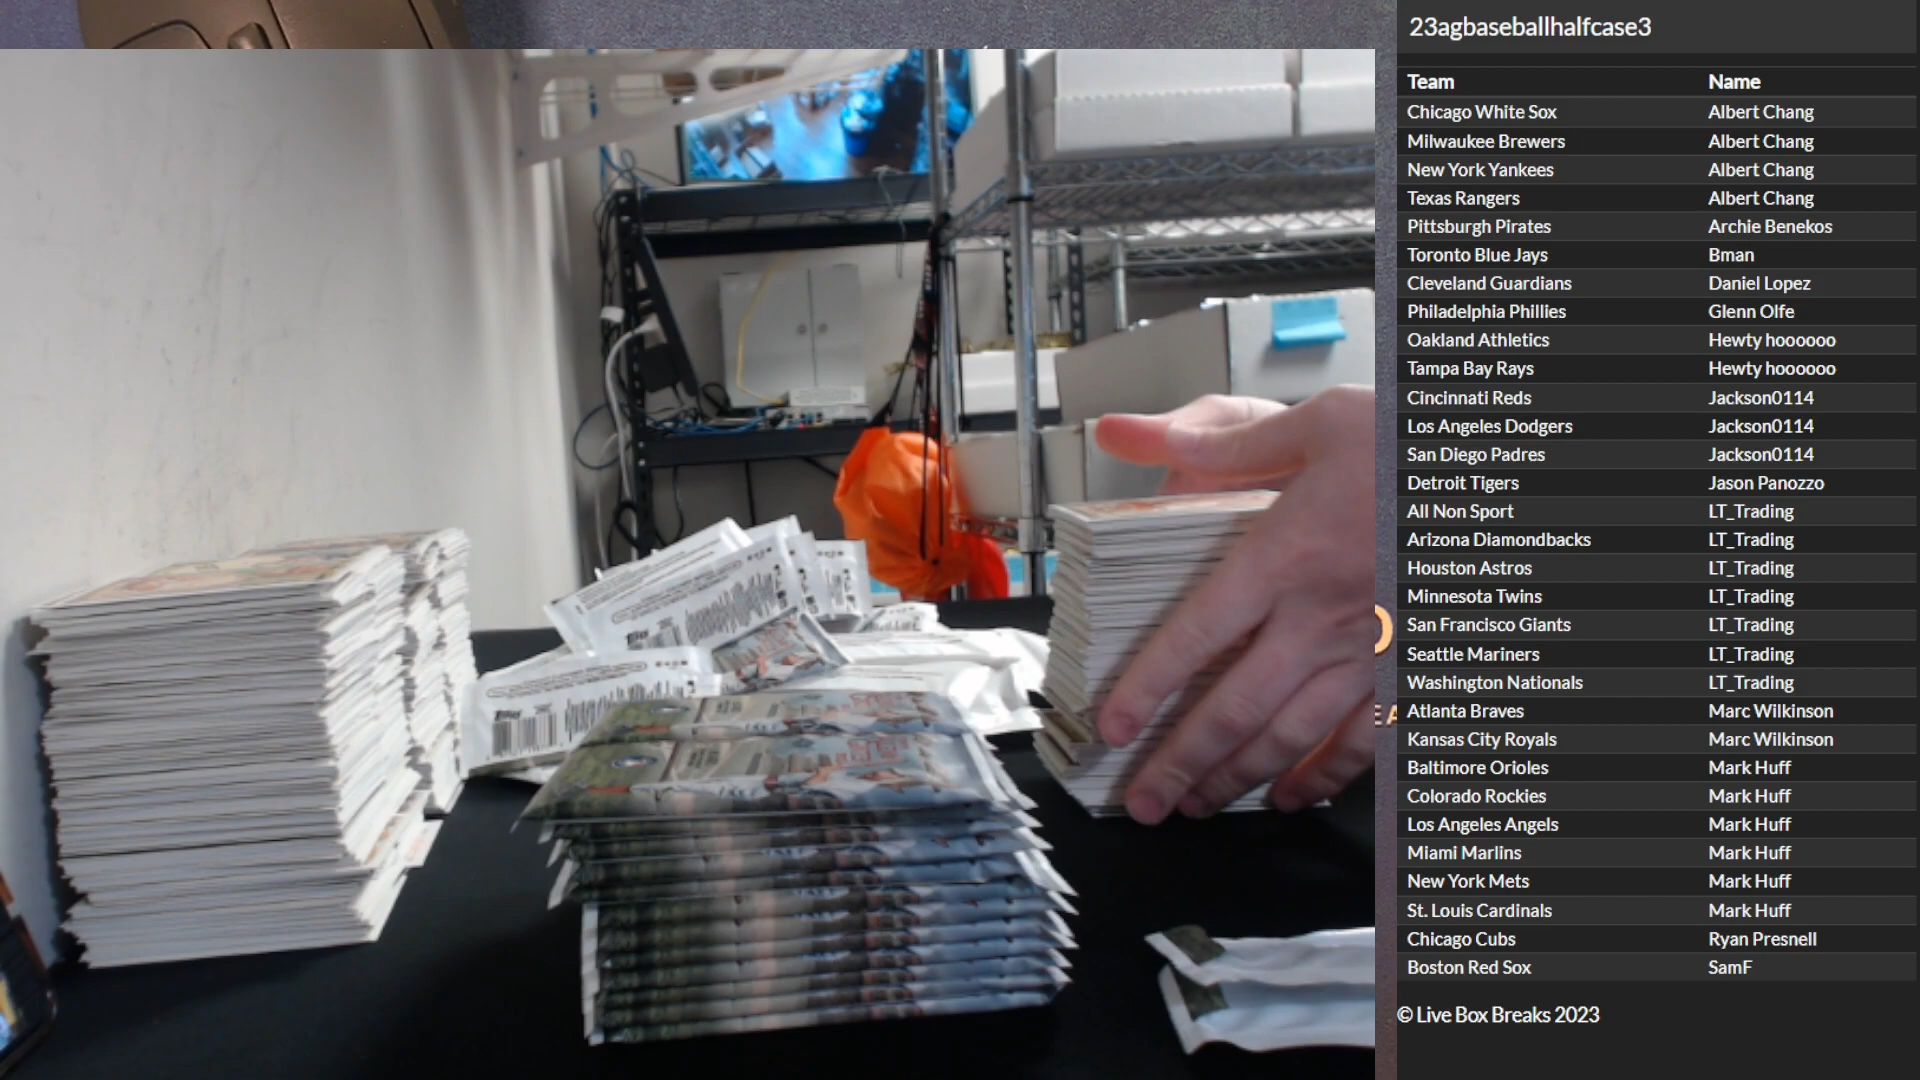 23agbaseballhalfcase3
Team Name
Chicago White Sox Albert Chang
Milwaukee Brewers Albert Chang
New York Yankees Albert Chang
Texas Rangers Albert Chang
Pittsburgh Pirates Archie Benekos
Toronto Blue Jays Bman
Cleveland Guardians Daniel Lopez
Philadelphia Phillies Glenn Olfe
Oakland Athletics Hewty hoooooo
Tampa Bay Rays Hewty hoooooo
Cincinnati Reds Jackson0114
Los Angeles Dodgers Jackson0114
San Diego Padres Jackson0114
Detroit Tigers Jason Panozzo
All Non Sport LT_Trading
Arizona Diamondbacks LT_Trading
Houston Astros LT_Trading
Minnesota Twins LT_Trading
San Francisco Giants LT_Trading
Seattle Mariners LT_Trading
Washington Nationals LT_Trading
Atlanta Braves Marc Wilkinson
Kansas City Royals Marc Wilkinson
Baltimore Orioles Mark Huff
Colorado Rockies Mark Huff
Los Angeles Angels Mark Huff
Miami Marlins Mark Huff
New York Mets Mark Huff
St. Louis Cardinals Mark Huff
Chicago Cubs Ryan Presnell
Boston Red Sox SamF
© Live Box Breaks 2023